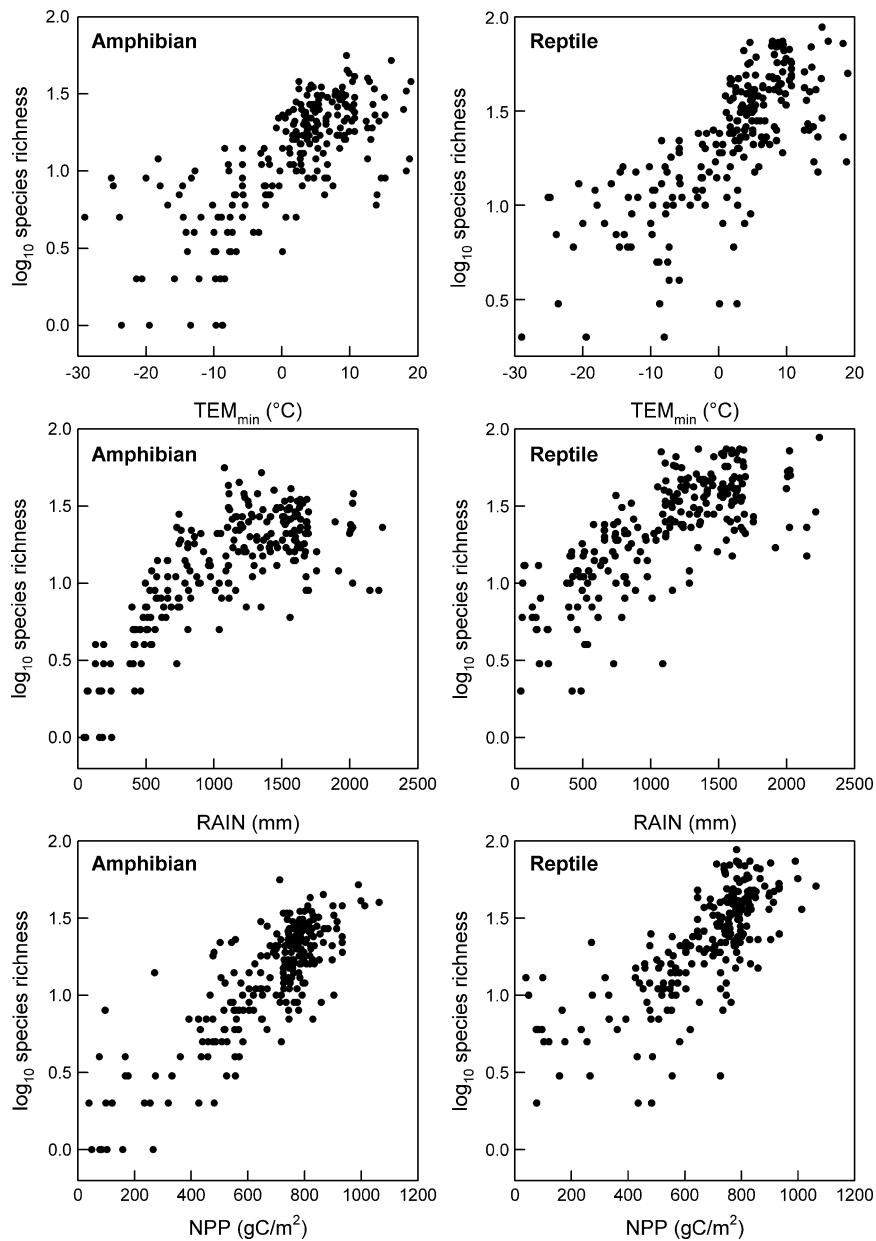 Amphibian
log₁₀ species richness
2.0
1.5
1.0
0.5
0.0
-30 -20 -10 0 10 20
TEMmin (°C)
Reptile
log₁₀ species richness
2.0
1.5
1.0
0.5
-30 -20 -10 0 10 20
TEMmin (°C)
Amphibian
log₁₀ species richness
2.0
1.5
1.0
0.5
0.0
0 500 1000 1500 2000 2500
RAIN (mm)
Reptile
log₁₀ species richness
2.0
1.5
1.0
0.5
0.0
0 500 1000 1500 2000 2500
RAIN (mm)
Amphibian
log₁₀ species richness
2.0
1.5
1.0
0.5
0.0
0 200 400 600 800 1000 1200
NPP (gC/m²)
Reptile
log₁₀ species richness
2.0
1.5
1.0
0.5
0.0
0 200 400 600 800 1000 1200
NPP (gC/m²)